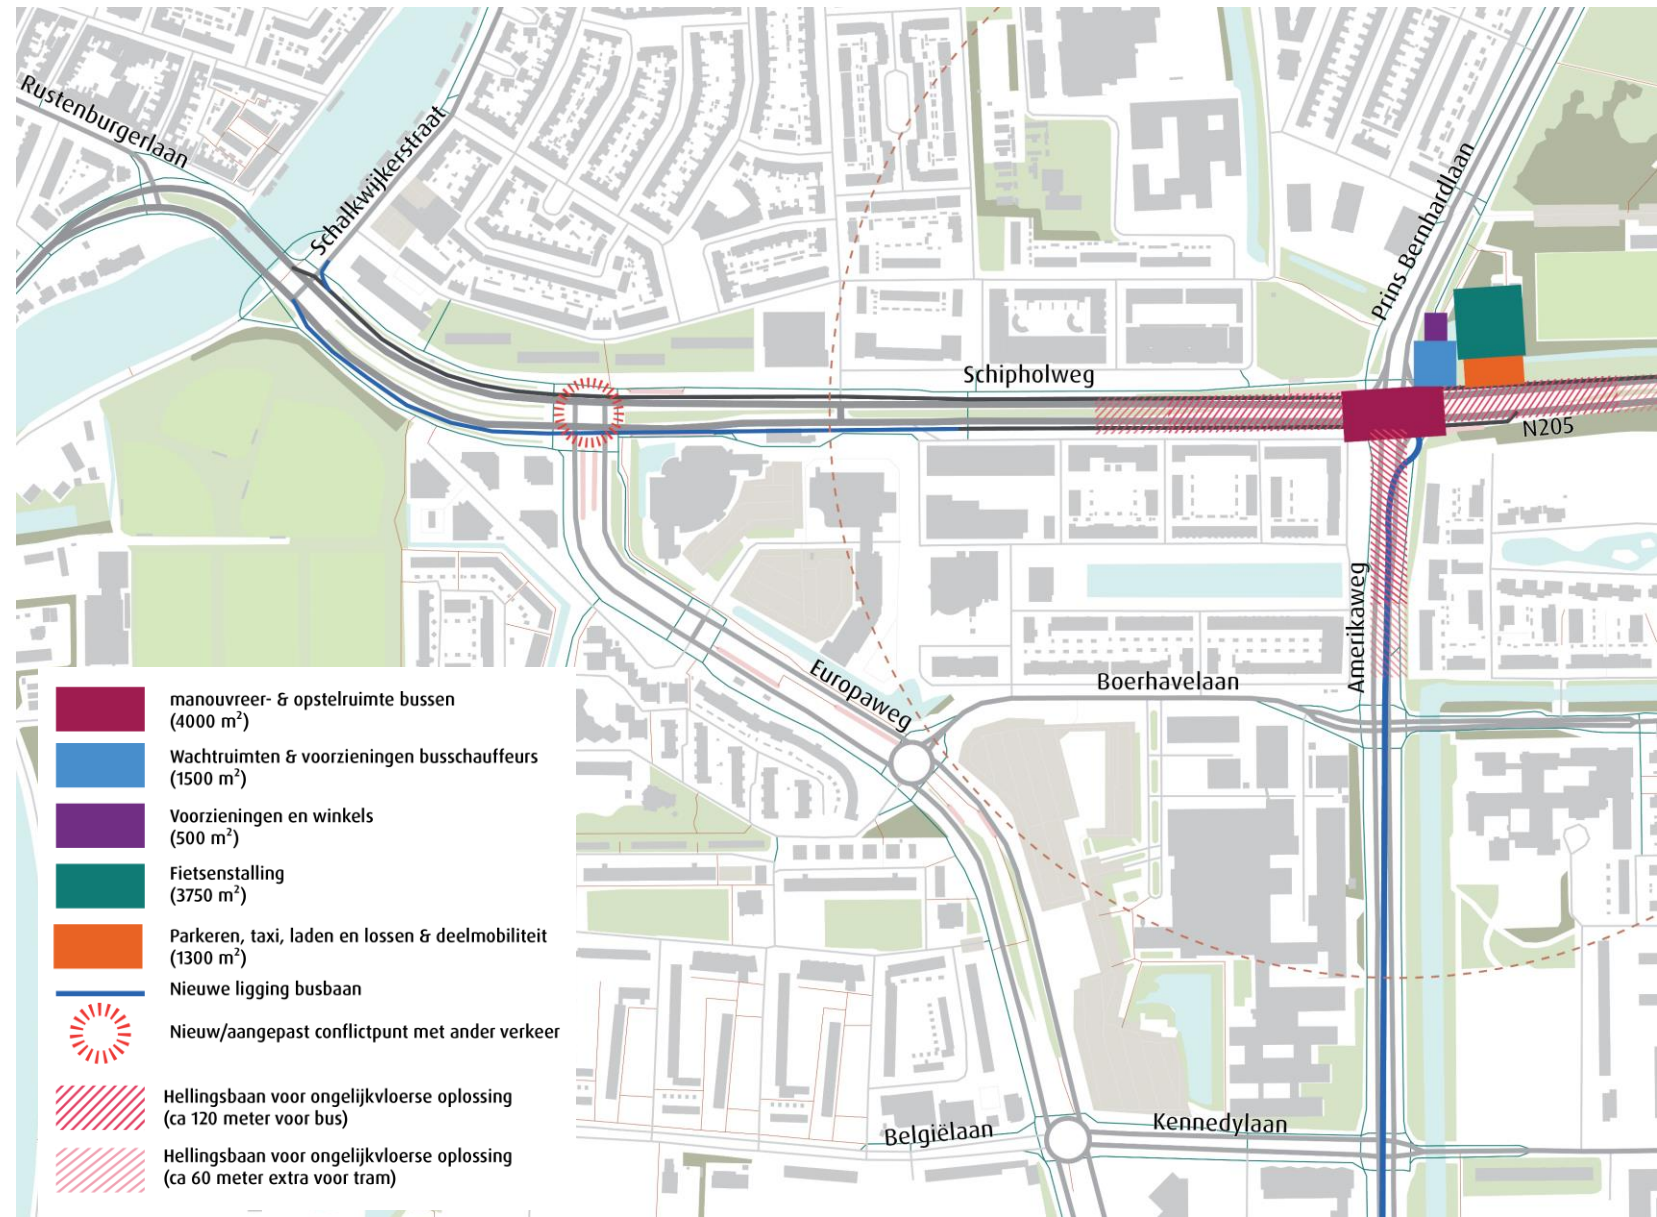 Rustenburgerlaan
Schalkwijkerstraat
Prins Bernhardlaan
Schipholweg
N205
Amerikaweg
Europaweg
Boerhavelaan
Belgiëlaan
Kennedylaan
manouvreer- & opstelruimte bussen
(4000 m²)
Wachtruimten & voorzieningen busschauffeurs
(1500 m²)
Voorzieningen en winkels
(500 m²)
Fietsenstalling
(3750 m²)
Parkeren, taxi, laden en lossen & deelmobiliteit
(1300 m²)
Nieuwe ligging busbaan
Nieuw/aangepast conflictpunt met ander verkeer
Hellingsbaan voor ongelijkvloerse oplossing
(ca 120 meter voor bus)
Hellingsbaan voor ongelijkvloerse oplossing
(ca 60 meter extra voor tram)